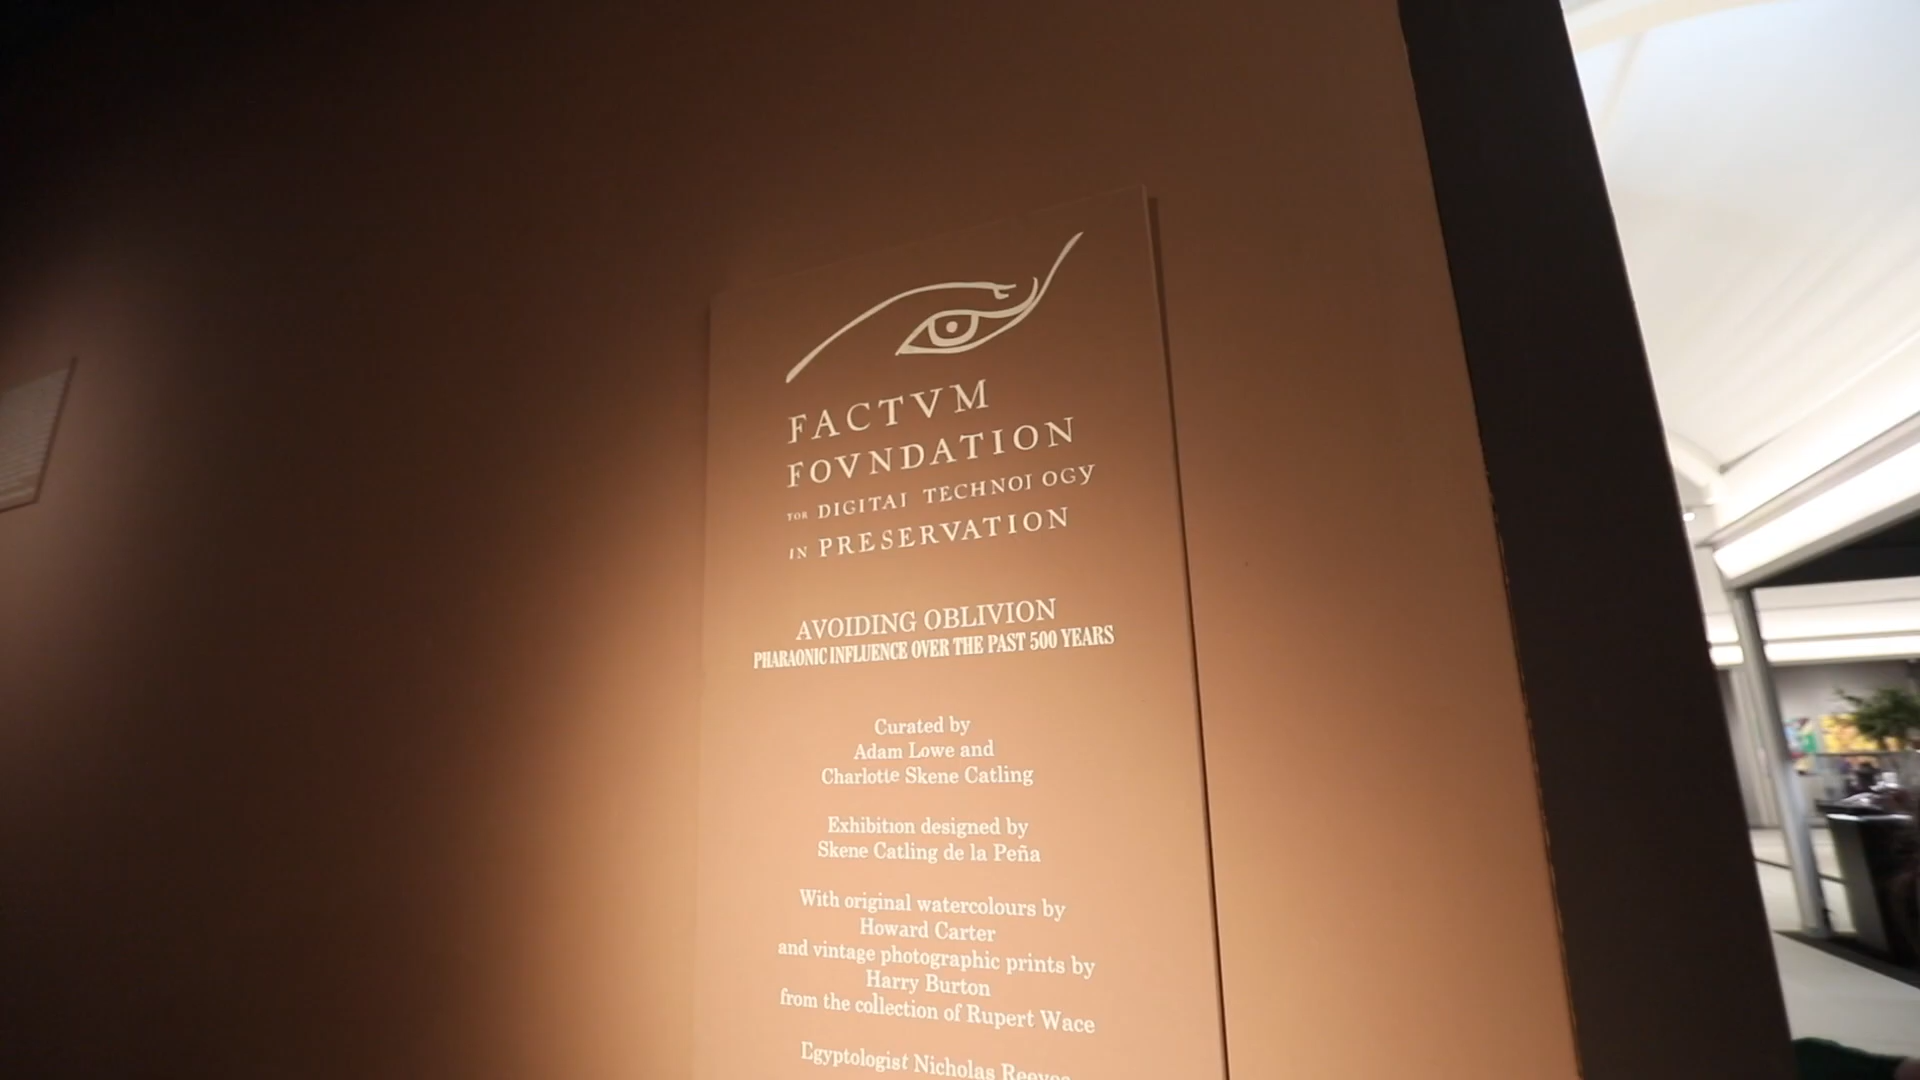 FACTVM
FOVNDATION
FOR DIGITAL TECHNOLOGY
IN PRESERVATION
AVOIDING OBLIVION
PHARAONIC INFLUENCE OVER THE PAST 500 YEARS
Curated by
Adam Lowe and
Charlotte Skene Catling
Exhibition designed by
Skene Catling de la Peña
With original watercolours by
Howard Carter
and vintage photographic prints by
Harry Burton
from the collection of Rupert Wace
Egyptologist Nicholas Reeves